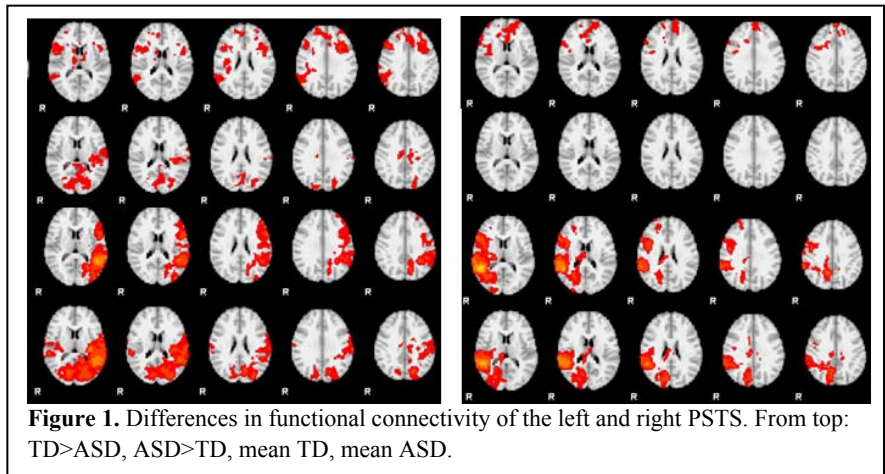 R R R R R
R R R R R
R R R R R
R R R R R
R R R R R
R R R R R
R R R R R
R R R R R
Figure 1. Differences in functional connectivity of the left and right PSTS. From top:
TD>ASD, ASD>TD, mean TD, mean ASD.